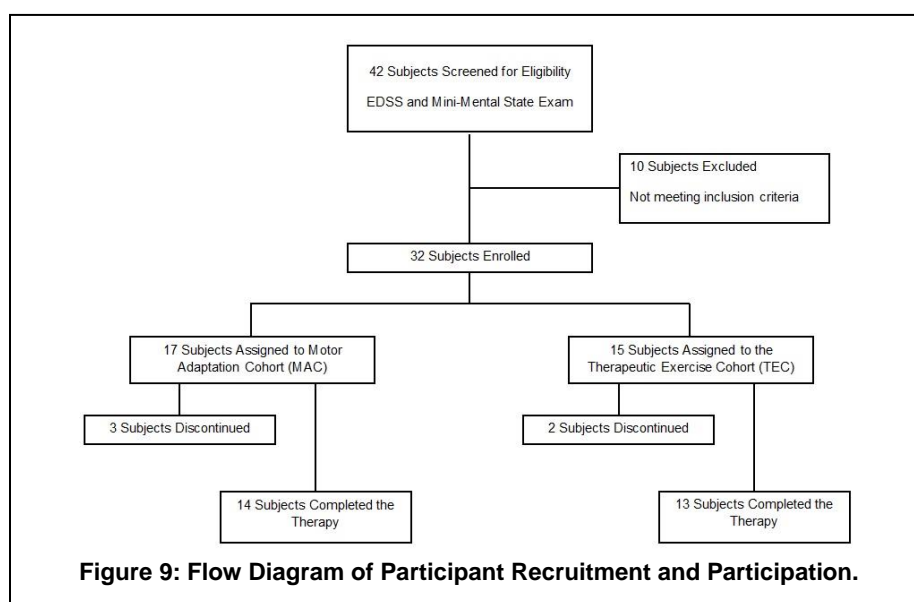 42 Subjects Screened for Eligibility
EDSS and Mini-Mental State Exam
10 Subjects Excluded
Not meeting inclusion criteria
32 Subjects Enrolled
17 Subjects Assigned to Motor
Adaptation Cohort (MAC)
15 Subjects Assigned to the
Therapeutic Exercise Cohort (TEC)
3 Subjects Discontinued
2 Subjects Discontinued
14 Subjects Completed the
Therapy
13 Subjects Completed the
Therapy
Figure 9: Flow Diagram of Participant Recruitment and Participation.